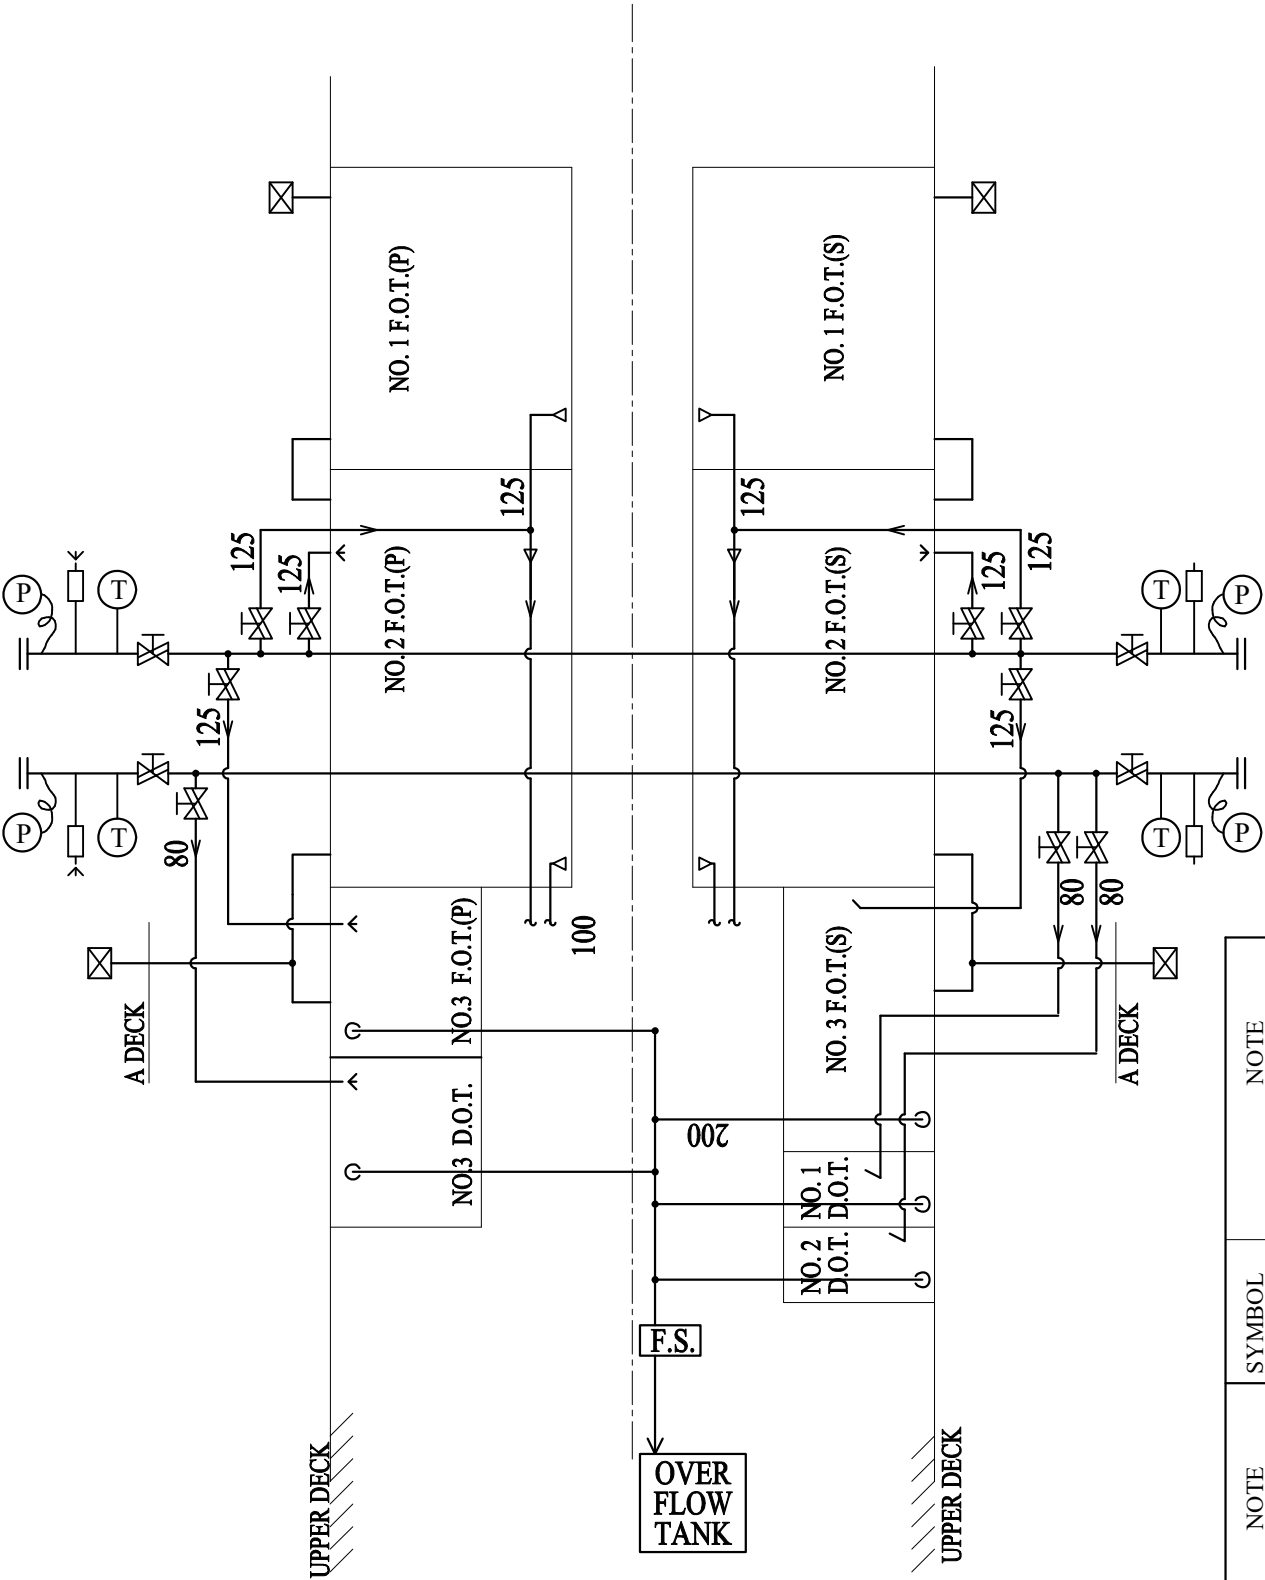 NO. 1 F.O.T.(P)
NO. 1 F.O.T.(S)
125
125
125
125
125
125
NO. 2 F.O.T.(P)
NO. 2 F.O.T.(S)
P
T
T
P
125
125
P
T
T
P
80
80
80
100
NO.3 F.O.T.(P)
NO. 3 F.O.T.(S)
A DECK
A DECK
NO.3 D.O.T.
200
NO. 1
D.O.T.
NO. 2
D.O.T.
F.S.
OVER
FLOW
TANK
UPPER DECK
UPPER DECK
NOTE
SYMBOL
NOTE